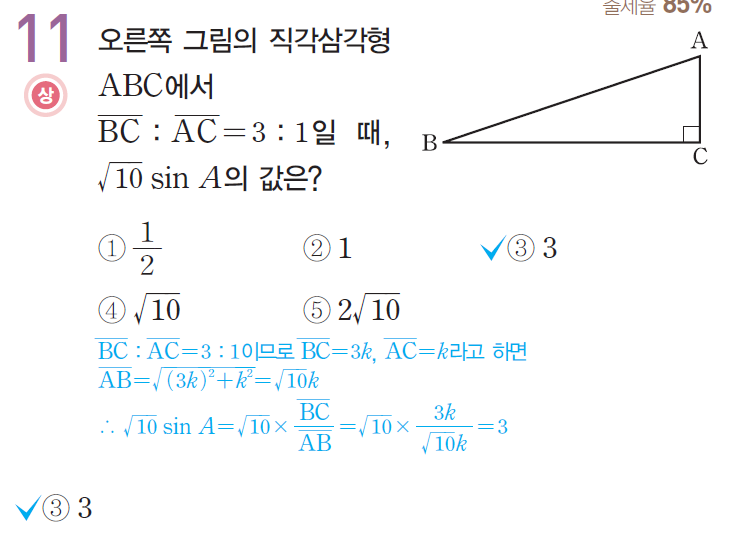 출제율 85%
11
상
오른쪽 그림의 직각삼각형
ABC에서
BC : AC=3 : 1일 때,
√10 sin A의 값은?
A
B
C
① 1/2 ② 1 ③ 3
④ √10 ⑤ 2√10
BC : AC=3 : 1이므로 BC=3k, AC=k라고 하면
AB=√(3k)²+k²=√10k
∴ √10 sin A=√10× BC/AB =√10× 3k/√10k =3
③ 3